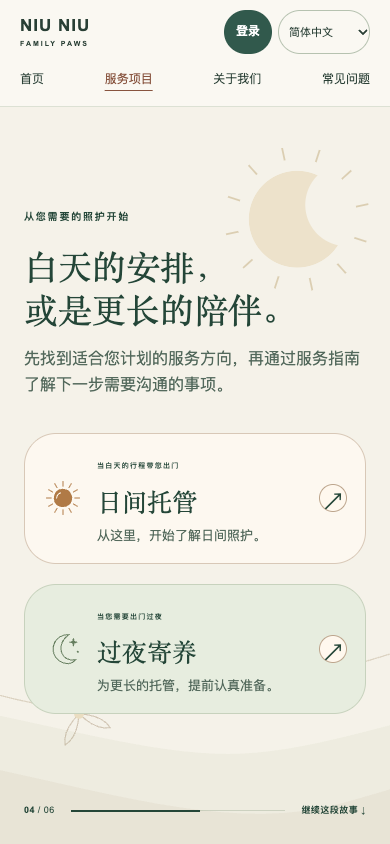 NIU NIU
FAMILY PAWS
登录
简体中文
首页
服务项目
关于我们
常见问题
从您需要的照护开始
白天的安排，
或是更长的陪伴。
先找到适合您计划的服务方向，再通过服务指南
了解下一步需要沟通的事项。
当白天的行程带您出门
日间托管
从这里，开始了解日间照护。
当您需要出门过夜
过夜寄养
为更长的托管，提前认真准备。
04 / 06
继续这段故事 ↓